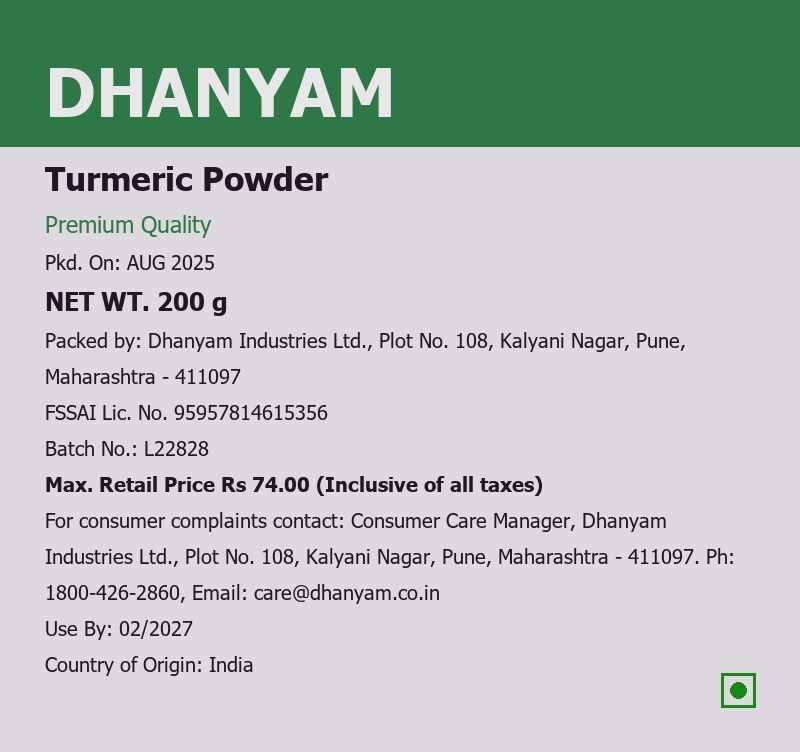 DHANYAM
Turmeric Powder
Premium Quality
Pkd. On: AUG 2025
NET WT. 200 g
Packed by: Dhanyam Industries Ltd., Plot No. 108, Kalyani Nagar, Pune,
Maharashtra - 411097
FSSAI Lic. No. 95957814615356
Batch No.: L22828
Max. Retail Price Rs 74.00 (Inclusive of all taxes)
For consumer complaints contact: Consumer Care Manager, Dhanyam
Industries Ltd., Plot No. 108, Kalyani Nagar, Pune, Maharashtra - 411097. Ph:
1800-426-2860, Email: care@dhanyam.co.in
Use By: 02/2027
Country of Origin: India